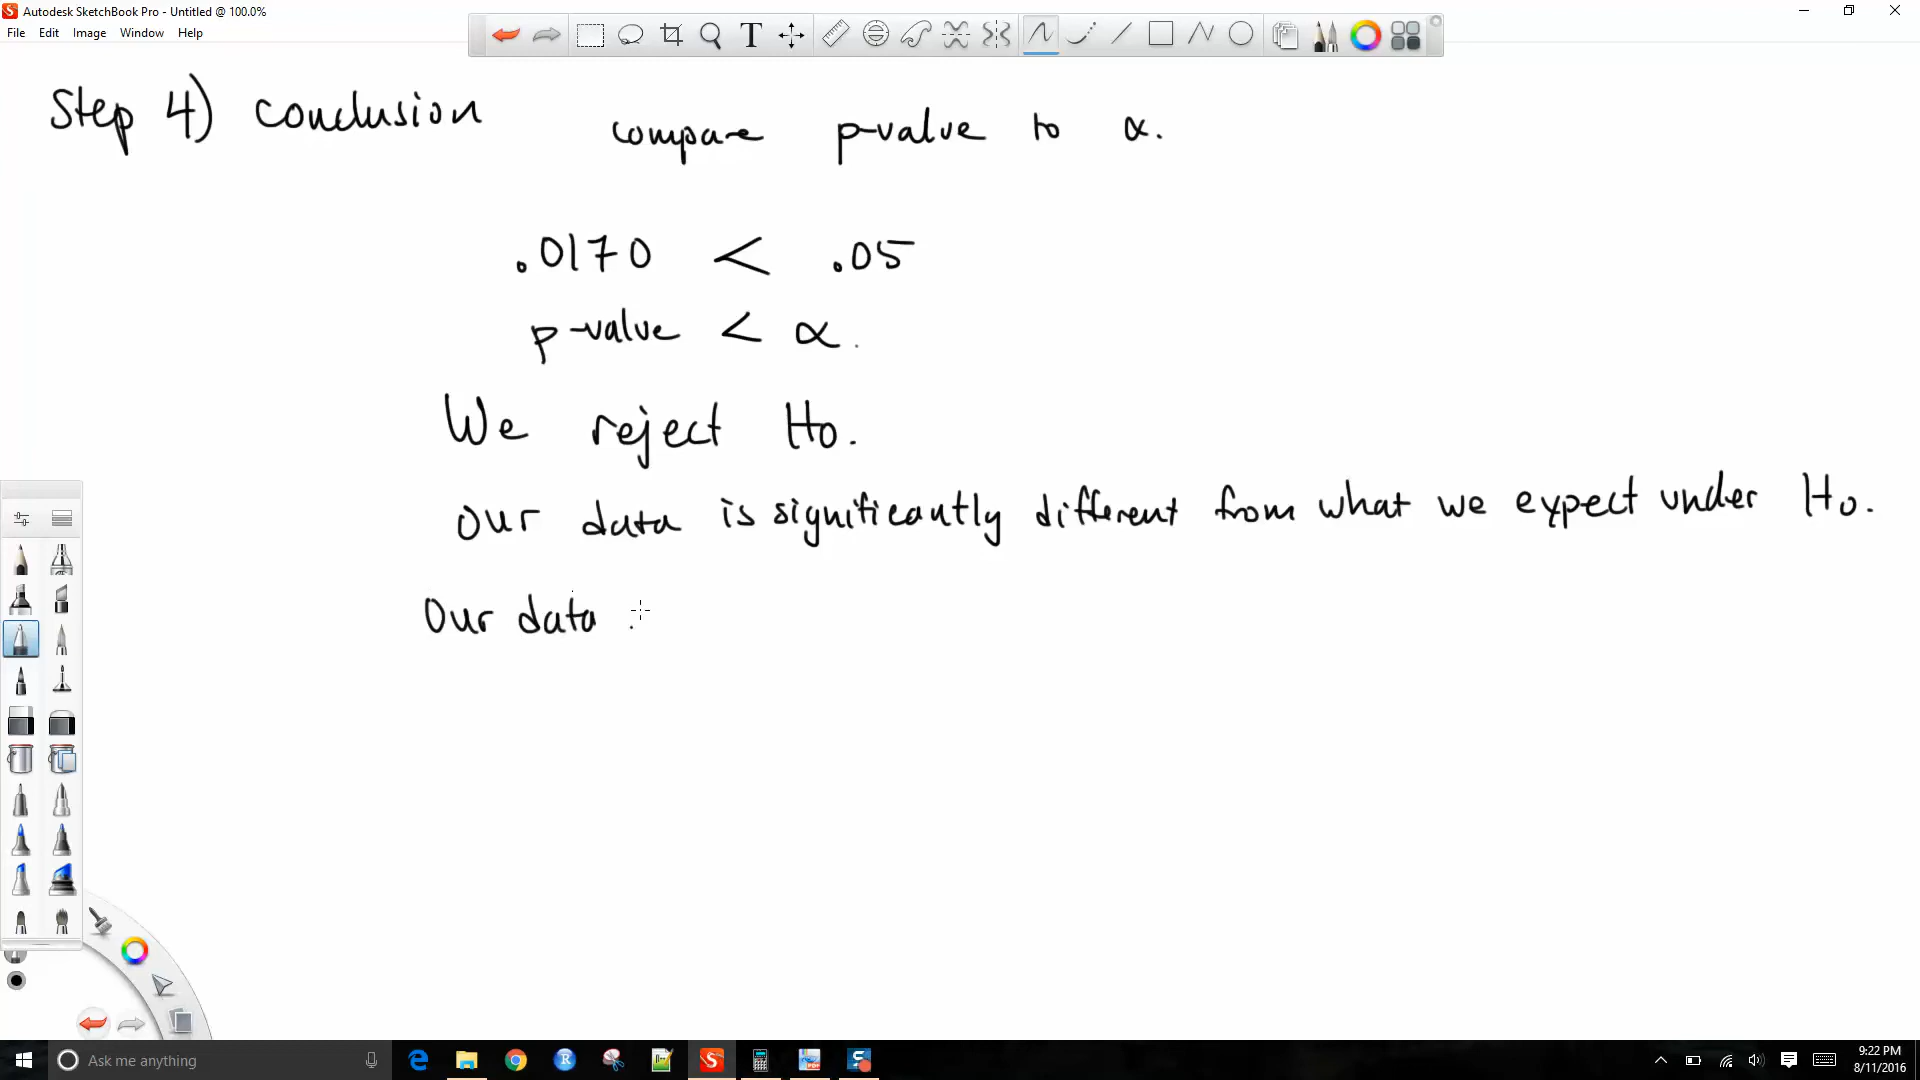 Autodesk SketchBook Pro - Untitled @ 100.0%
File Edit Image Window Help
Step 4) conclusion compare p-value to α.
.0170 < .05
p-value < α.
We reject Ho.
our data is significantly different from what we expect under Ho.
Our data
Ask me anything
9:22 PM
8/11/2016